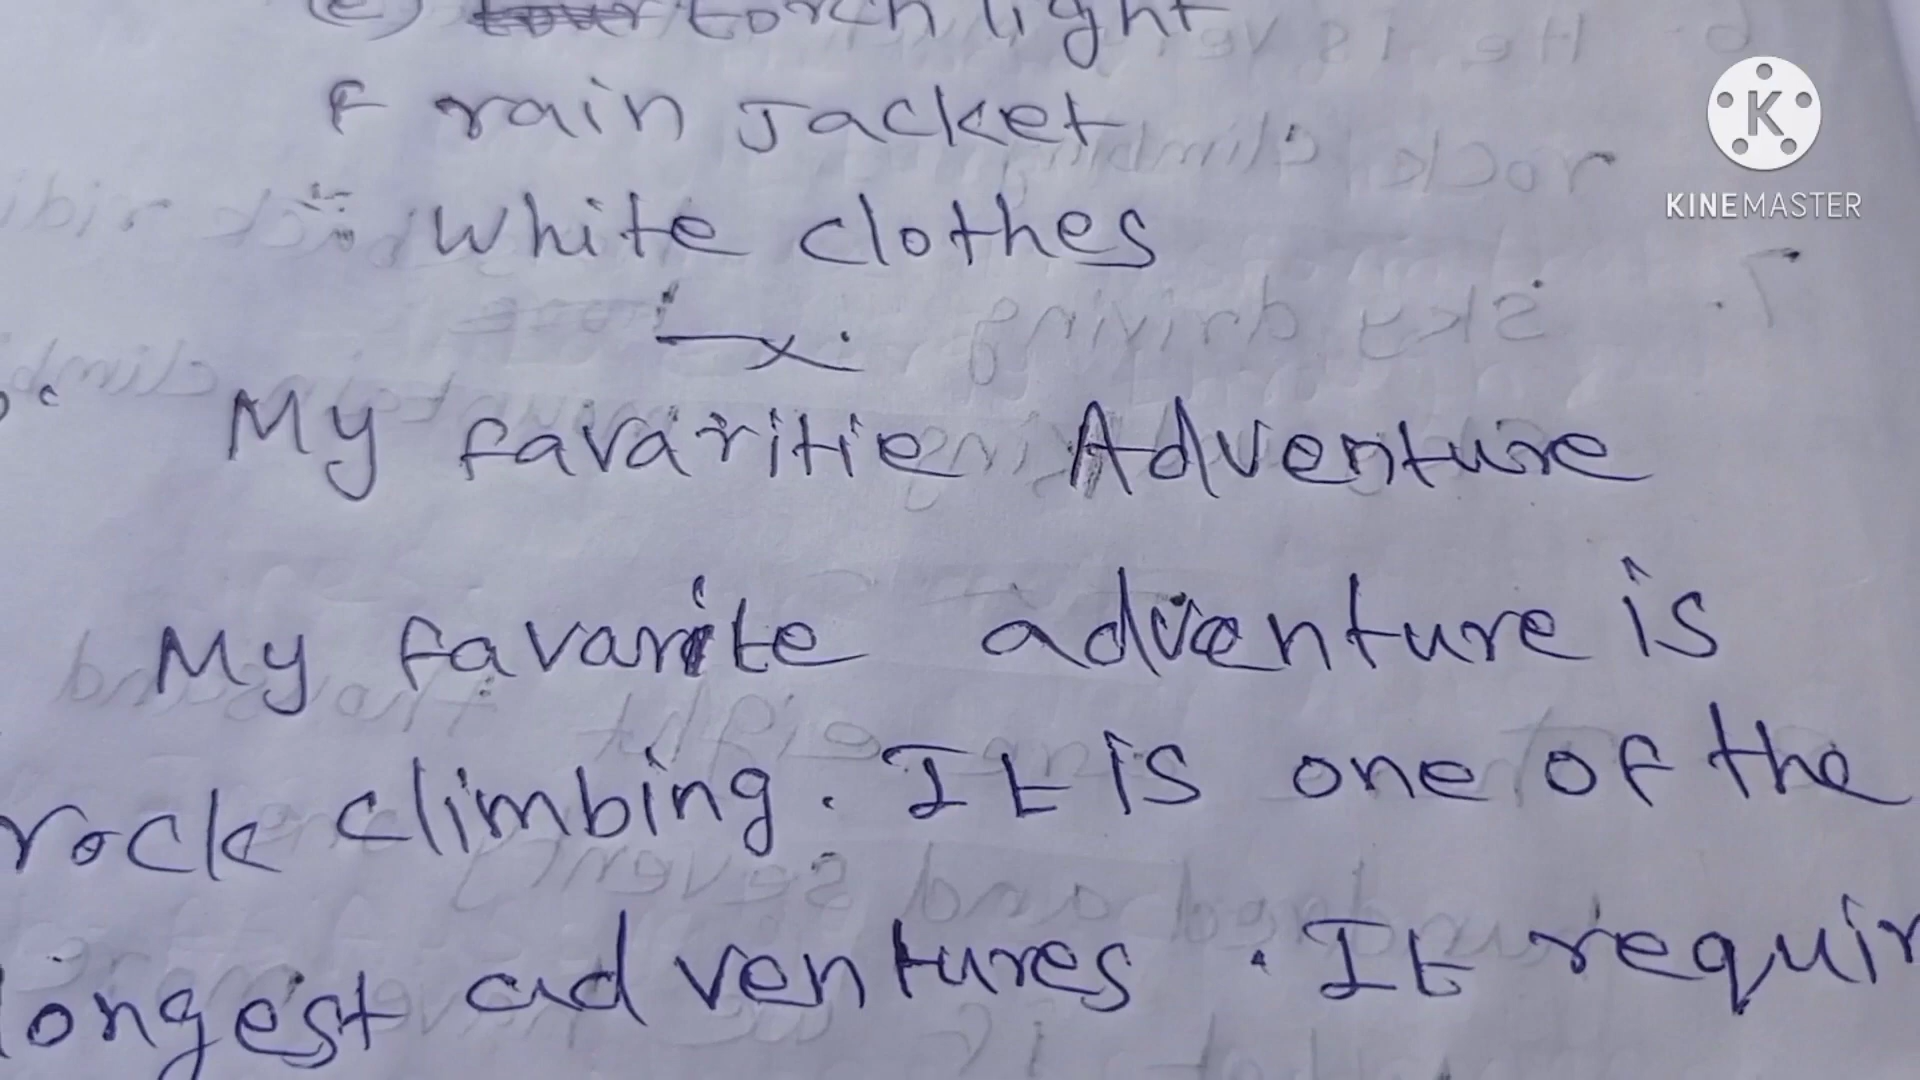 (e) torch light
F rain Jacket
White clothes
My favaritie Adventure
My favarite adventure is
rock climbing. It is one of the
longest adventures. It requir
K
KINEMASTER